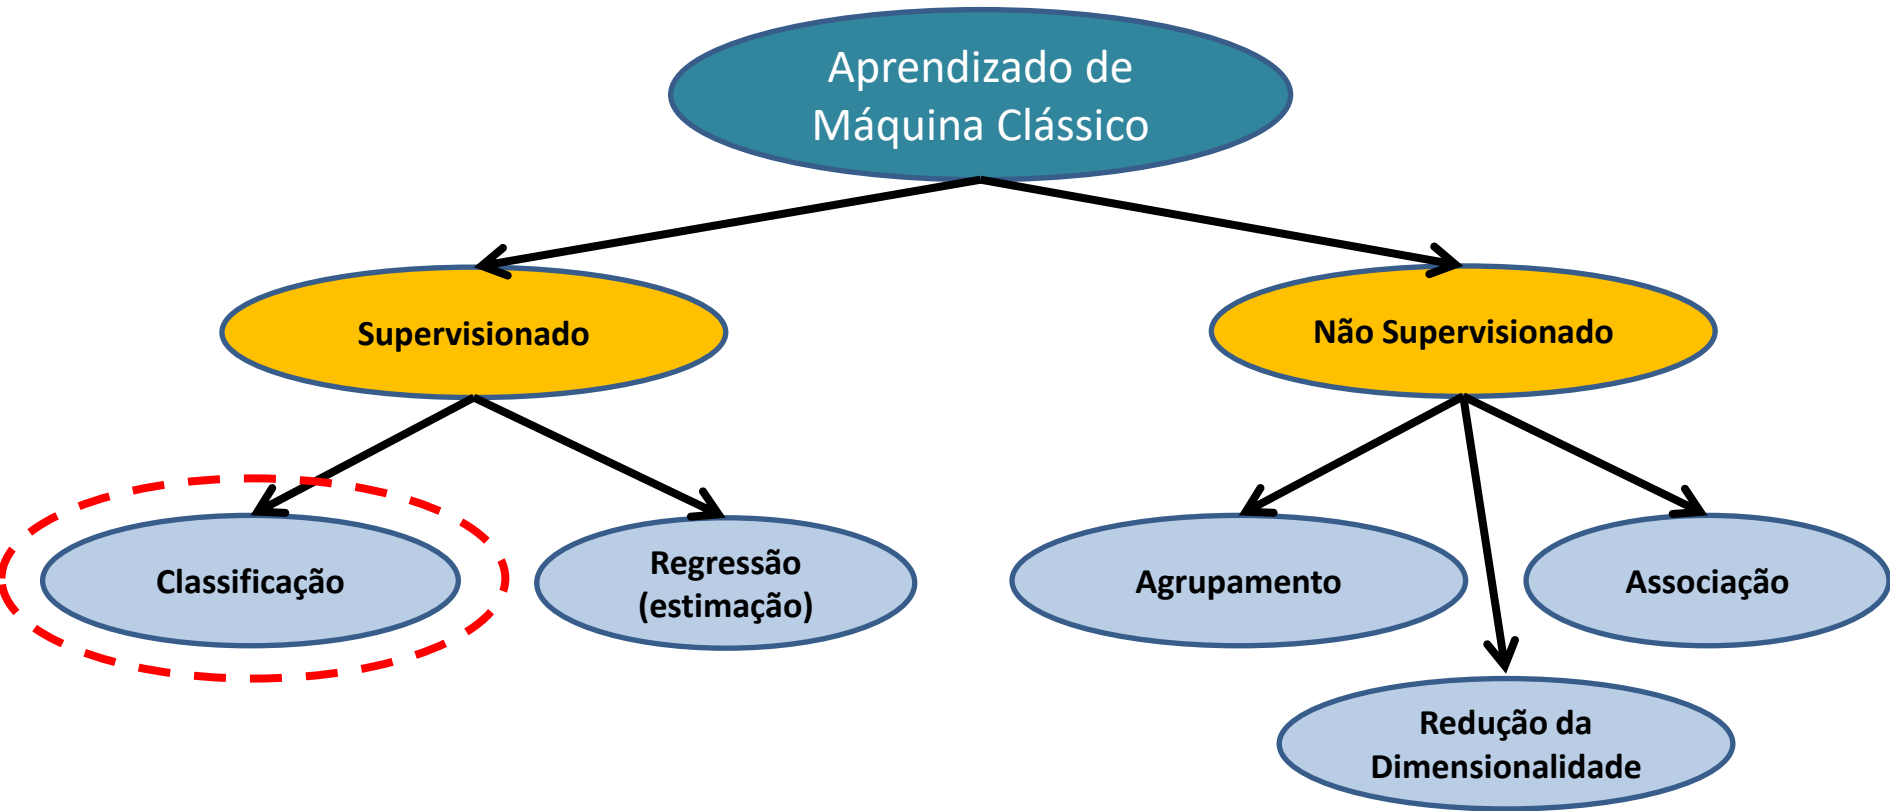 Aprendizado de
Máquina Clássico
Supervisionado
Não Supervisionado
Classificação
Regressão
(estimação)
Agrupamento
Associação
Redução da
Dimensionalidade